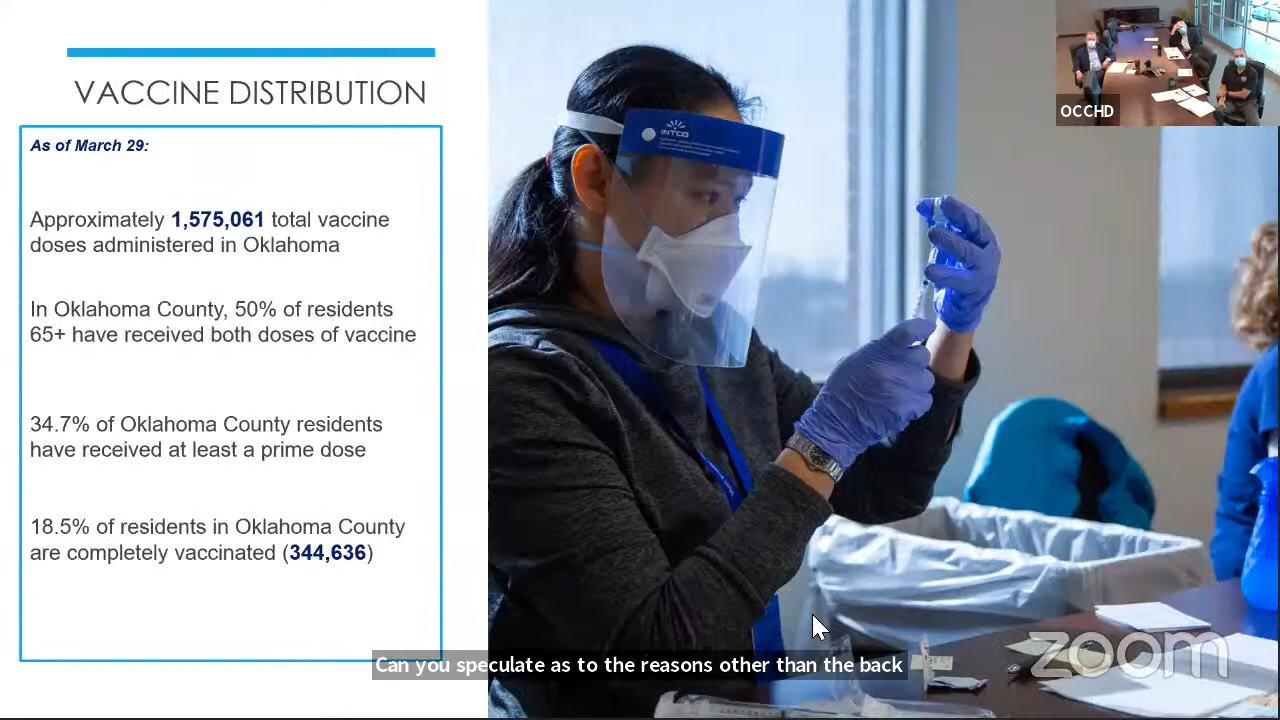 VACCINE DISTRIBUTION
As of March 29:
Approximately 1,575,061 total vaccine
doses administered in Oklahoma
In Oklahoma County, 50% of residents
65+ have received both doses of vaccine
34.7% of Oklahoma County residents
have received at least a prime dose
18.5% of residents in Oklahoma County
are completely vaccinated (344,636)
INTCO
OCCHD
Can you speculate as to the reasons other than the back
zoom